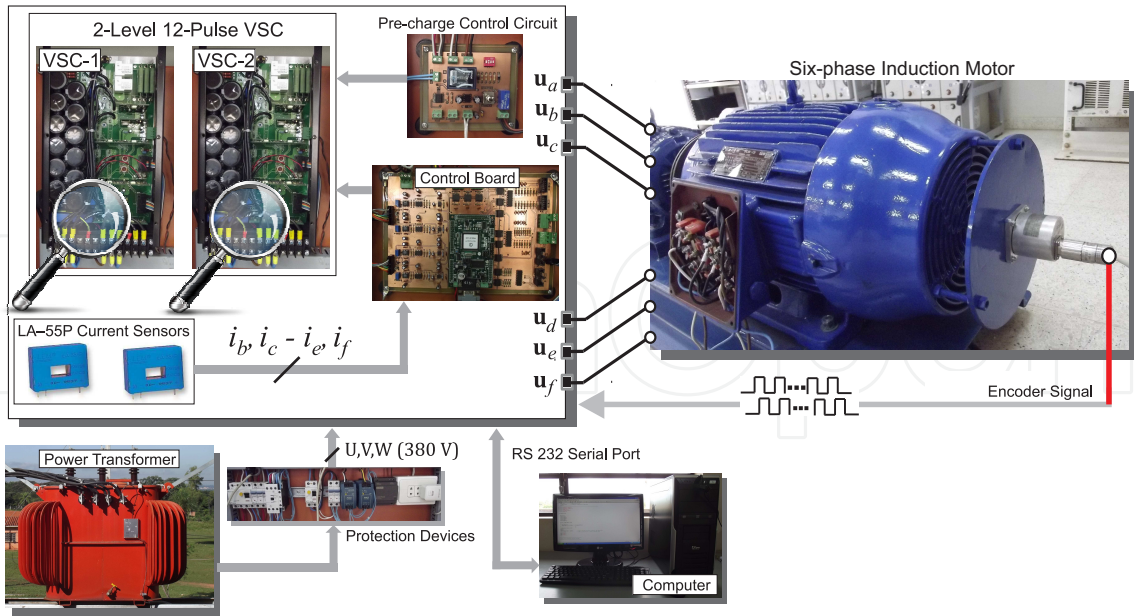 2-Level 12-Pulse VSC
VSC-1
VSC-2
Pre-charge Control Circuit
Control Board
LA–55P Current Sensors
i_b, i_c - i_e, i_f
u_a
u_b
u_c
u_d
u_e
u_f
Six-phase Induction Motor
Encoder Signal
Power Transformer
U,V,W (380 V)
Protection Devices
RS 232 Serial Port
Computer